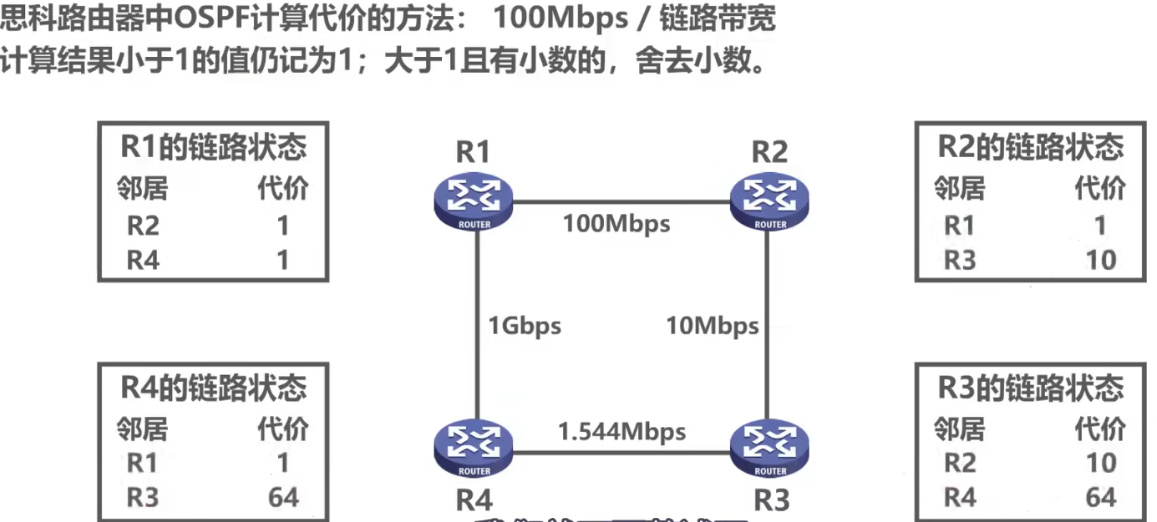 思科路由器中OSPF计算代价的方法： 100Mbps / 链路带宽
计算结果小于1的值仍记为1；大于1且有小数的，舍去小数。
R1的链路状态
邻居 代价
R2 1
R4 1
R1
ROUTER
R2
ROUTER
100Mbps
R2的链路状态
邻居 代价
R1 1
R3 10
1Gbps
10Mbps
R4的链路状态
邻居 代价
R1 1
R3 64
ROUTER
R4
1.544Mbps
ROUTER
R3
R3的链路状态
邻居 代价
R2 10
R4 64